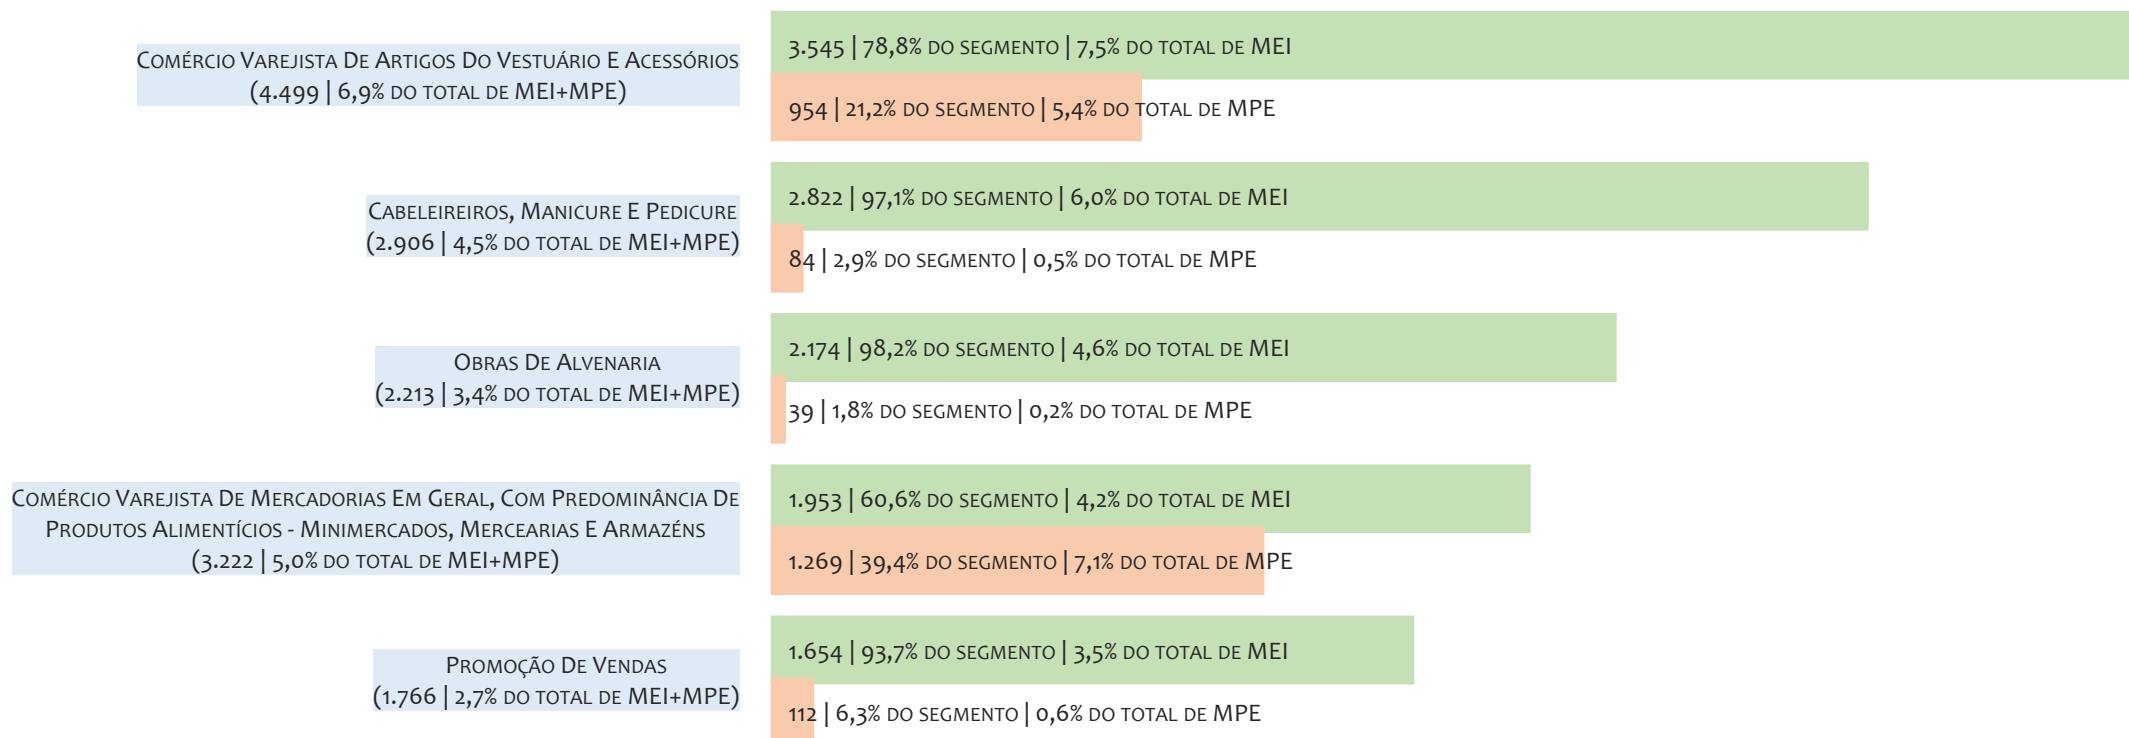 Comércio Varejista De Artigos Do Vestuário E Acessórios
(4.499 | 6,9% do total de MEI+MPE)
3.545 | 78,8% do segmento | 7,5% do total de MEI
954 | 21,2% do segmento | 5,4% do total de MPE
Cabeleireiros, Manicure E Pedicure
(2.906 | 4,5% do total de MEI+MPE)
2.822 | 97,1% do segmento | 6,0% do total de MEI
84 | 2,9% do segmento | 0,5% do total de MPE
Obras De Alvenaria
(2.213 | 3,4% do total de MEI+MPE)
2.174 | 98,2% do segmento | 4,6% do total de MEI
39 | 1,8% do segmento | 0,2% do total de MPE
Comércio Varejista De Mercadorias Em Geral, Com Predominância De
Produtos Alimentícios - Minimercados, Mercearias E Armazéns
(3.222 | 5,0% do total de MEI+MPE)
1.953 | 60,6% do segmento | 4,2% do total de MEI
1.269 | 39,4% do segmento | 7,1% do total de MPE
Promoção De Vendas
(1.766 | 2,7% do total de MEI+MPE)
1.654 | 93,7% do segmento | 3,5% do total de MEI
112 | 6,3% do segmento | 0,6% do total de MPE